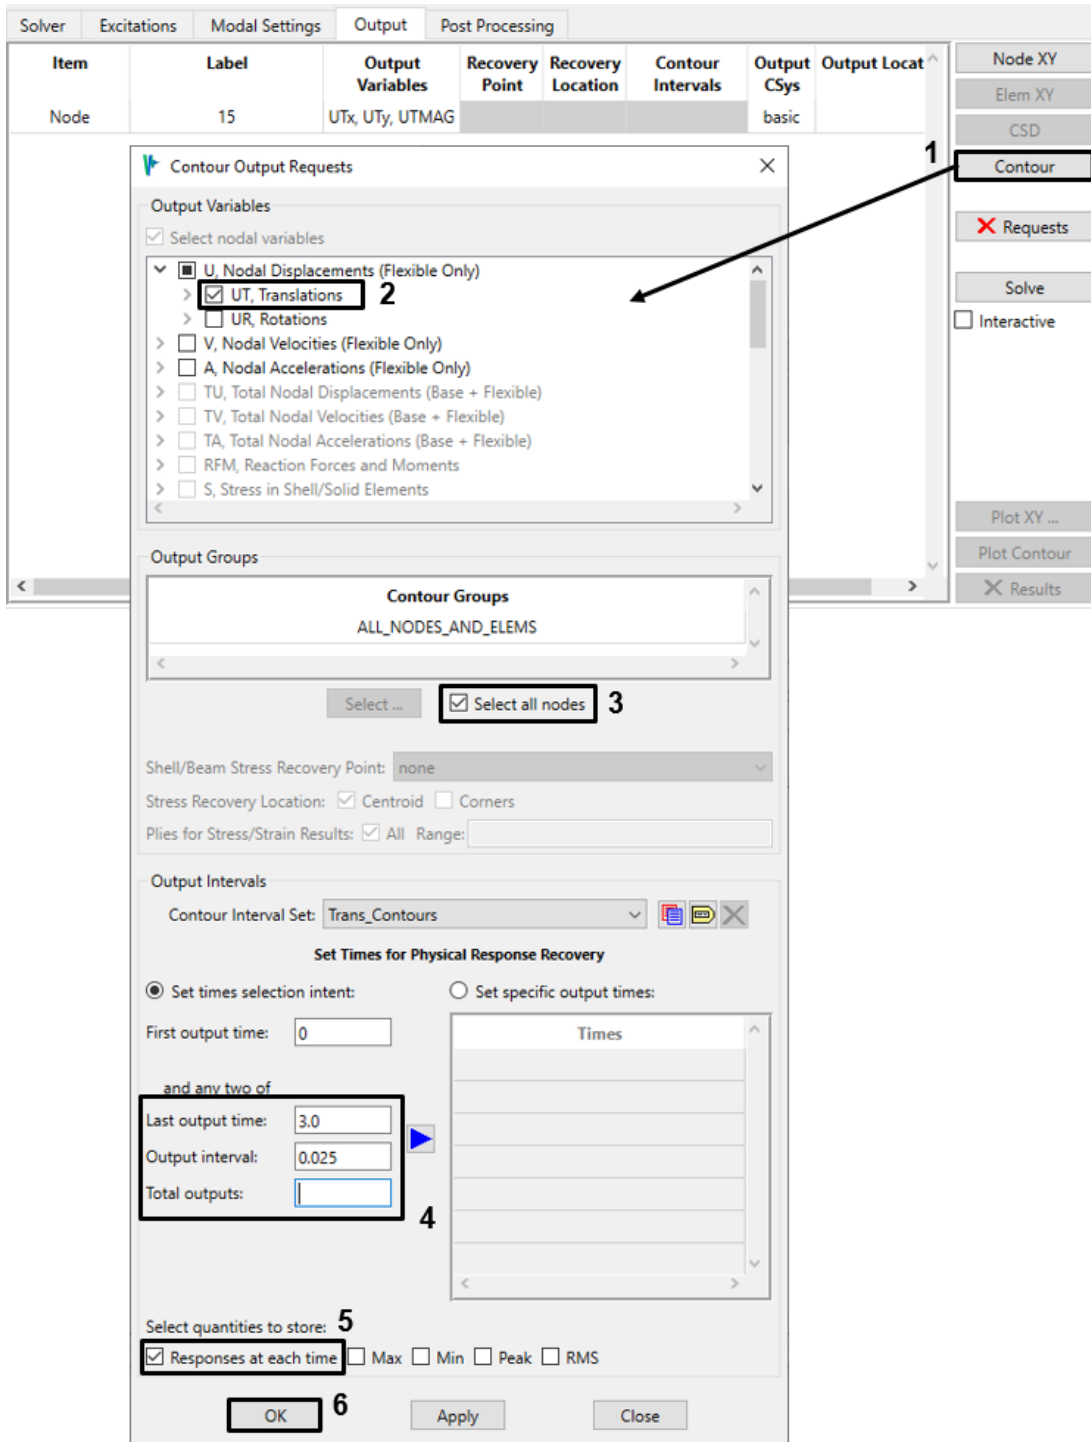 Solver Excitations Modal Settings Output Post Processing
Item Label Output Variables Recovery Point Recovery Location Contour Intervals Output CSys Output Locat
Node 15 UTx, UTy, UTMAG basic
Node XY
Elem XY
CSD
1
Contour
Requests
Solve
Interactive
Plot XY ...
Plot Contour
Results
Contour Output Requests
Output Variables
Select nodal variables
U, Nodal Displacements (Flexible Only)
UT, Translations 2
UR, Rotations
V, Nodal Velocities (Flexible Only)
A, Nodal Accelerations (Flexible Only)
TU, Total Nodal Displacements (Base + Flexible)
TV, Total Nodal Velocities (Base + Flexible)
TA, Total Nodal Accelerations (Base + Flexible)
RFM, Reaction Forces and Moments
S, Stress in Shell/Solid Elements
Output Groups
Contour Groups
ALL_NODES_AND_ELEMS
Select ... Select all nodes 3
Shell/Beam Stress Recovery Point: none
Stress Recovery Location: Centroid Corners
Plies for Stress/Strain Results: All Range:
Output Intervals
Contour Interval Set: Trans_Contours
Set Times for Physical Response Recovery
Set times selection intent: Set specific output times:
First output time: 0 Times
and any two of
Last output time: 3.0
Output interval: 0.025
Total outputs:
4
Select quantities to store: 5
Responses at each time Max Min Peak RMS
OK 6 Apply Close